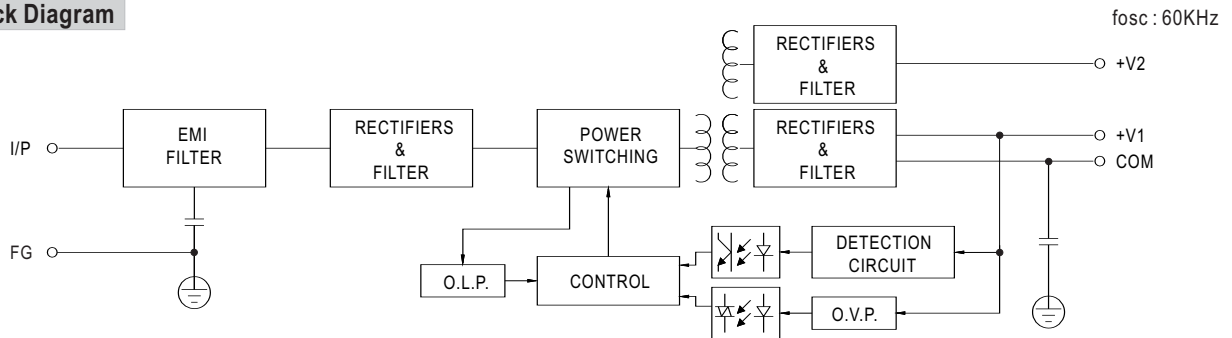 Diagram
fosc : 60KHz
RECTIFIERS
&
FILTER
+V2
I/P
EMI
FILTER
RECTIFIERS
&
FILTER
POWER
SWITCHING
RECTIFIERS
&
FILTER
+V1
COM
FG
O.L.P.
CONTROL
DETECTION
CIRCUIT
O.V.P.